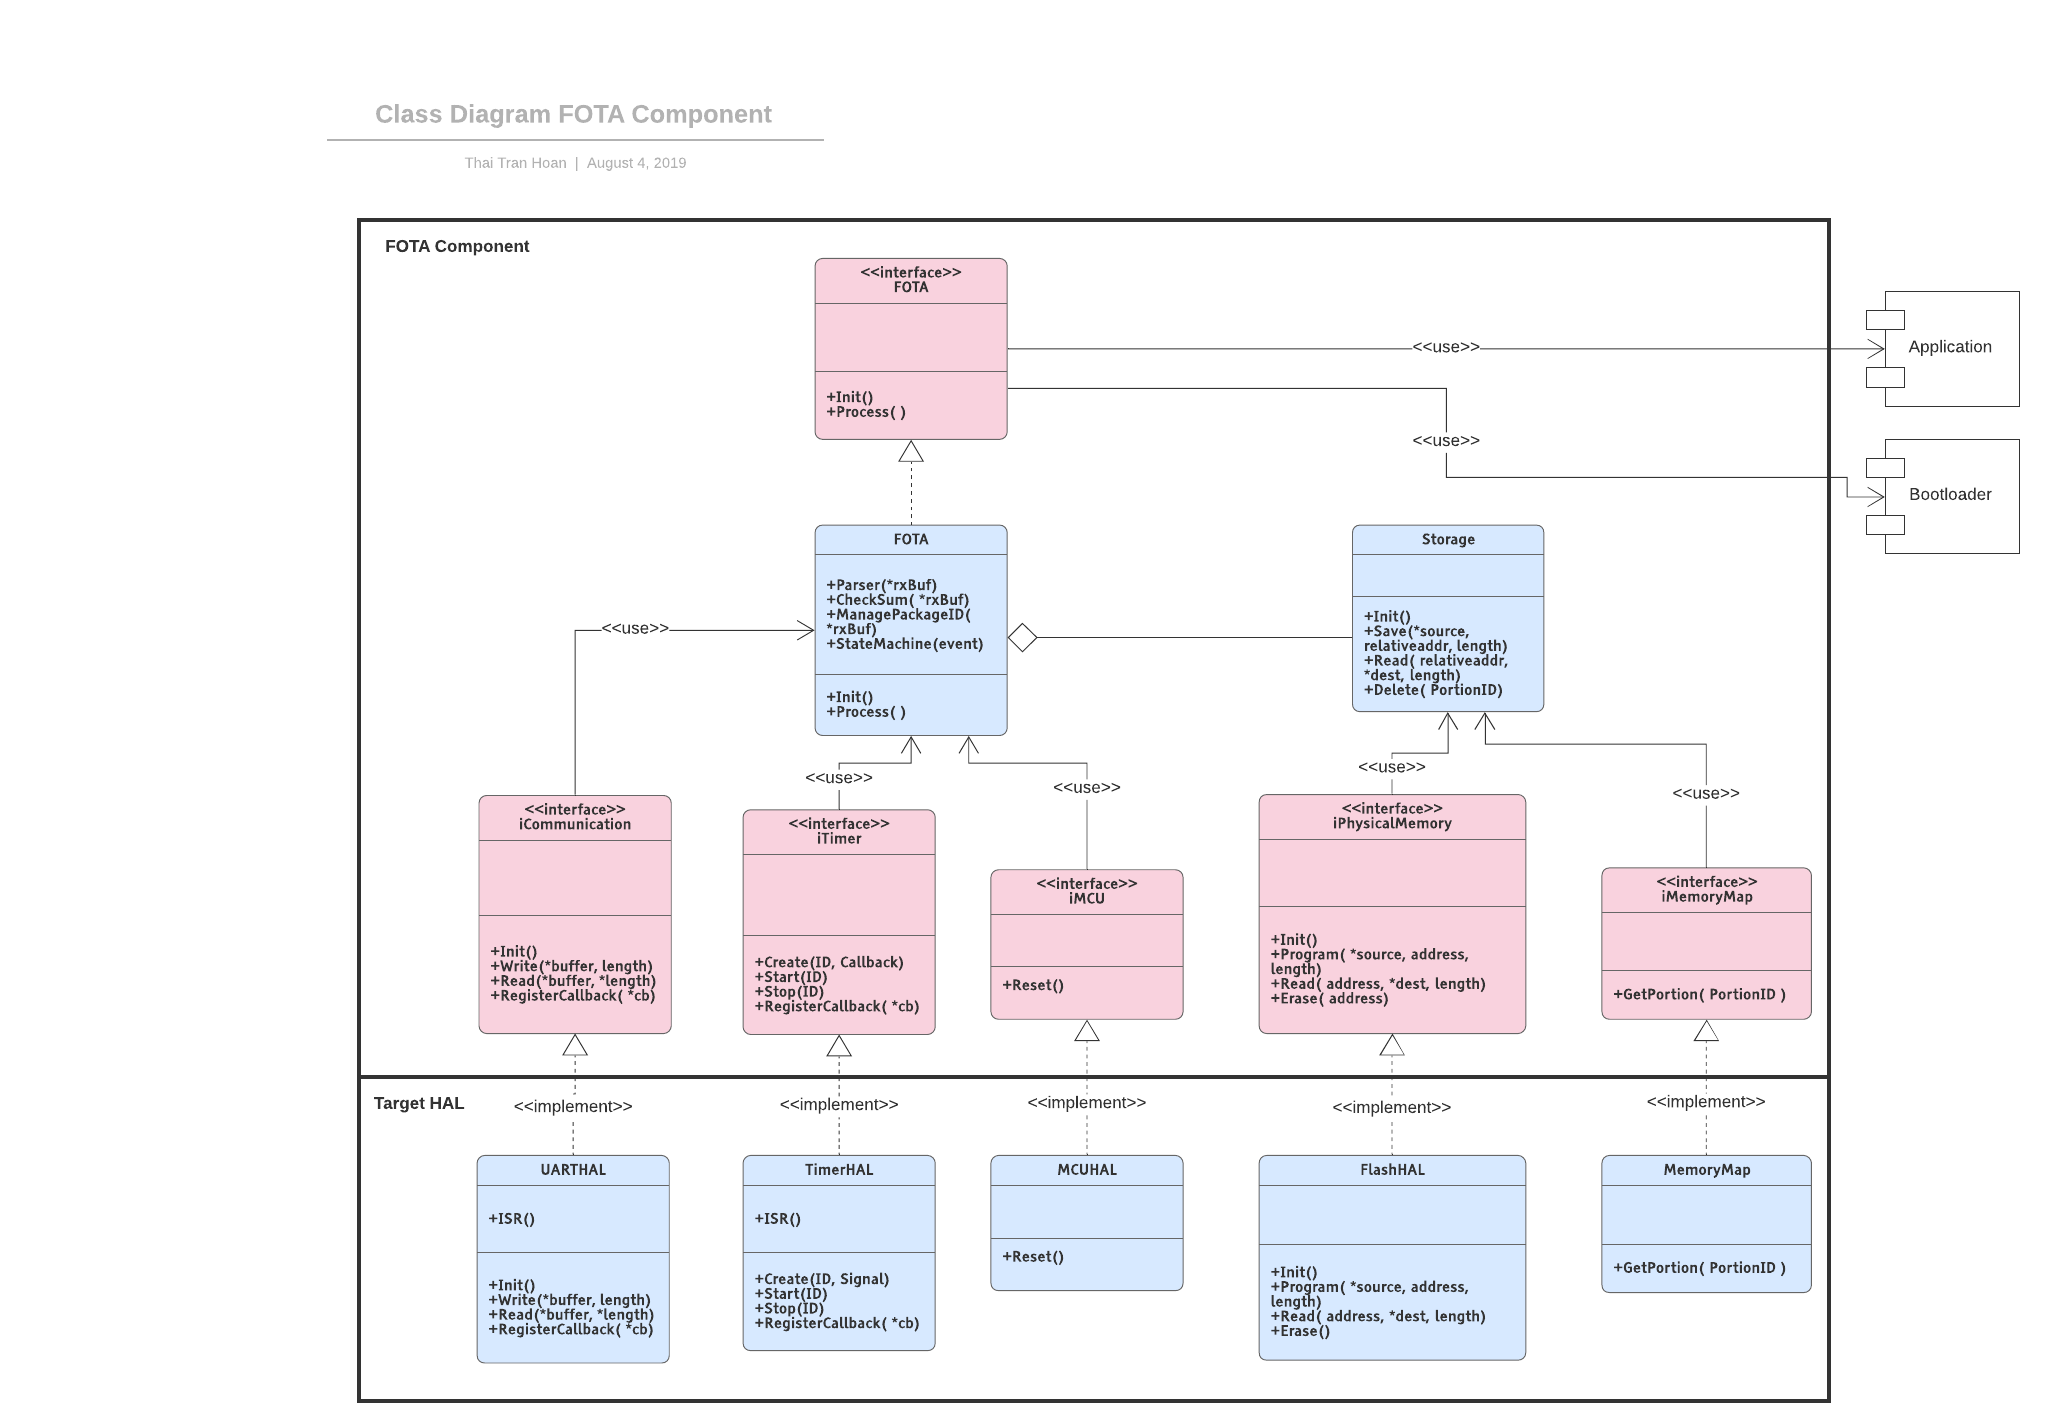 Class Diagram FOTA Component
Thai Tran Hoan | August 4, 2019
FOTA Component
<<interface>>
FOTA
+Init()
+Process( )
<<use>>
Application
<<use>>
Bootloader
FOTA
+Parser(*rxBuf)
+CheckSum( *rxBuf)
+ManagePackageID(
*rxBuf)
+StateMachine(event)
+Init()
+Process( )
Storage
+Init()
+Save(*source,
relativeaddr, length)
+Read( relativeaddr,
*dest, length)
+Delete( PortionID)
<<use>>
<<use>>
<<use>>
<<use>>
<<use>>
<<interface>>
iCommunication
+Init()
+Write(*buffer, length)
+Read(*buffer, *length)
+RegisterCallback( *cb)
<<interface>>
iTimer
+Create(ID, Callback)
+Start(ID)
+Stop(ID)
+RegisterCallback( *cb)
<<interface>>
iMCU
+Reset()
<<interface>>
iPhysicalMemory
+Init()
+Program( *source, address,
length)
+Read( address, *dest, length)
+Erase( address)
<<interface>>
iMemoryMap
+GetPortion( PortionID )
Target HAL
<<implement>>
<<implement>>
<<implement>>
<<implement>>
<<implement>>
UARTHAL
+ISR()
+Init()
+Write(*buffer, length)
+Read(*buffer, *length)
+RegisterCallback( *cb)
TimerHAL
+ISR()
+Create(ID, Signal)
+Start(ID)
+Stop(ID)
+RegisterCallback( *cb)
MCUHAL
+Reset()
FlashHAL
+Init()
+Program( *source, address,
length)
+Read( address, *dest, length)
+Erase()
MemoryMap
+GetPortion( PortionID )